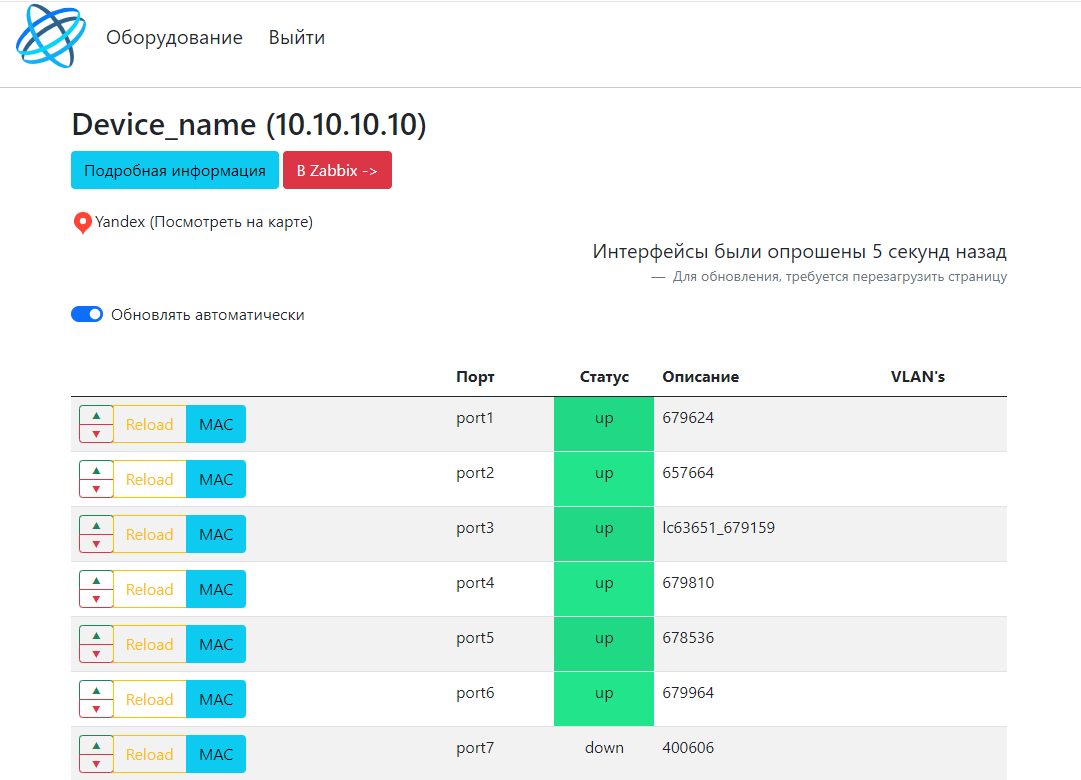 Оборудование Выйти
Device_name (10.10.10.10)
Подробная информация В Zabbix ->
Yandex (Посмотреть на карте)
Интерфейсы были опрошены 5 секунд назад
— Для обновления, требуется перезагрузить страницу
Обновлять автоматически
Порт Статус Описание VLAN's
▲ ▼ Reload MAC port1 up 679624
▲ ▼ Reload MAC port2 up 657664
▲ ▼ Reload MAC port3 up lc63651_679159
▲ ▼ Reload MAC port4 up 679810
▲ ▼ Reload MAC port5 up 678536
▲ ▼ Reload MAC port6 up 679964
▲ ▼ Reload MAC port7 down 400606